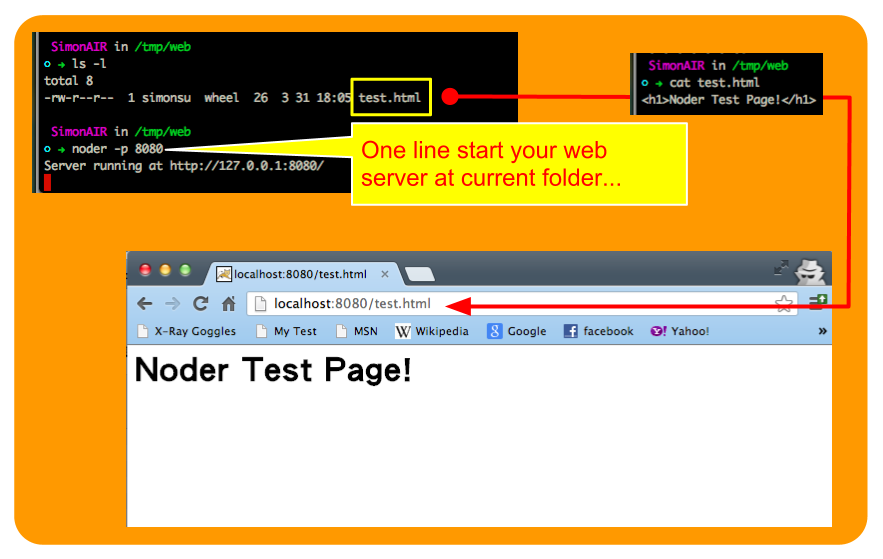 SimonAIR in /tmp/web
o → ls -l
total 8
-rw-r--r-- 1 simonsu wheel 26 3 31 18:05 test.html
SimonAIR in /tmp/web
o → noder -p 8080
Server running at http://127.0.0.1:8080/
SimonAIR in /tmp/web
o → cat test.html
<h1>Noder Test Page!</h1>
One line start your web
server at current folder...
localhost:8080/test.html ×
localhost:8080/test.html
X-Ray Goggles My Test MSN W Wikipedia 8 Google f facebook Y! Yahoo! »
Noder Test Page!